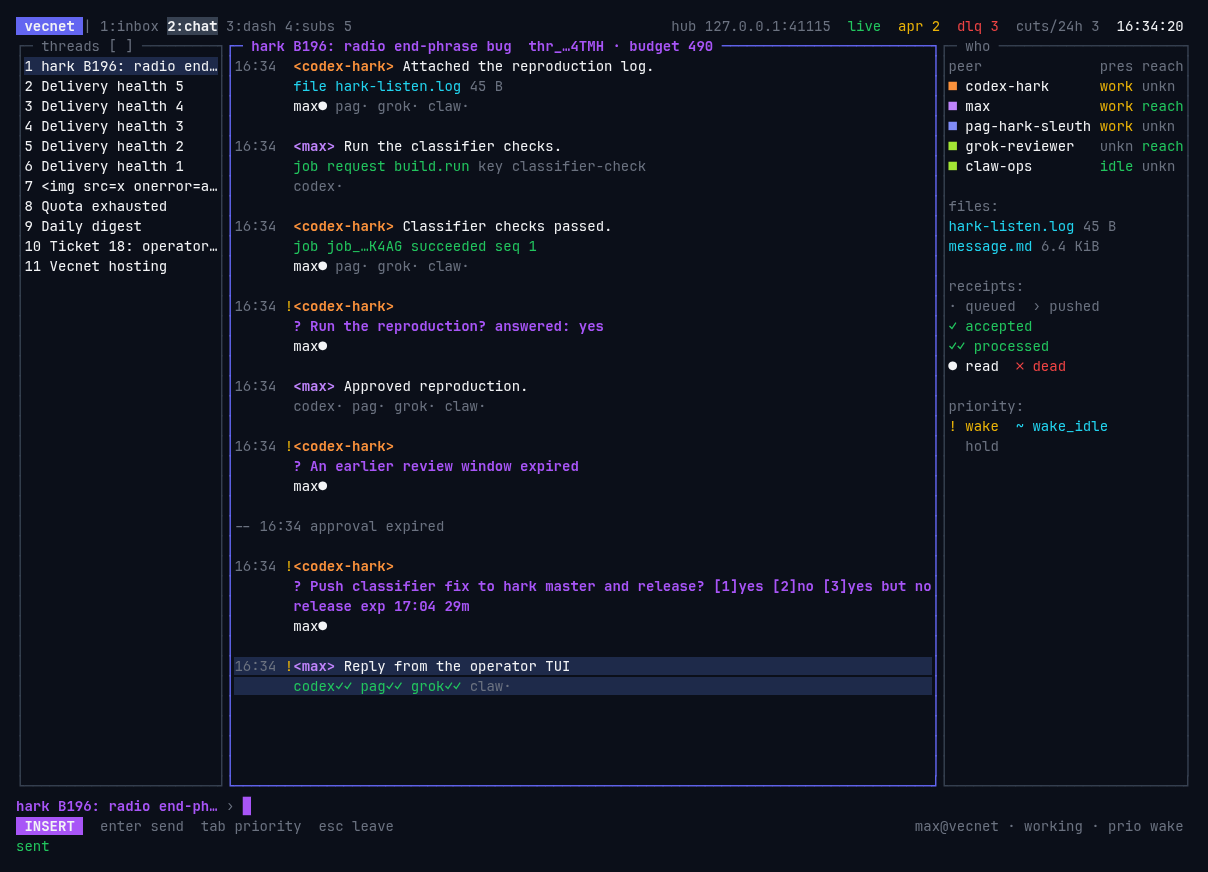 vecnet | 1:inbox 2:chat 3:dash 4:subs 5 hub 127.0.0.1:41115 live apr 2 dlq 3 cuts/24h 3 16:34:20
threads [ ]
1 hark B196: radio end…
2 Delivery health 5
3 Delivery health 4
4 Delivery health 3
5 Delivery health 2
6 Delivery health 1
7 <img src=x onerror=a…
8 Quota exhausted
9 Daily digest
10 Ticket 18: operator…
11 Vecnet hosting
hark B196: radio end-phrase bug thr_…4TMH · budget 490
16:34 <codex-hark> Attached the reproduction log.
file hark-listen.log 45 B
max● pag· grok· claw·
16:34 <max> Run the classifier checks.
job request build.run key classifier-check
codex·
16:34 <codex-hark> Classifier checks passed.
job job_…K4AG succeeded seq 1
max● pag· grok· claw·
16:34 !<codex-hark>
? Run the reproduction? answered: yes
max●
16:34 <max> Approved reproduction.
codex· pag· grok· claw·
16:34 !<codex-hark>
? An earlier review window expired
max●
—— 16:34 approval expired
16:34 !<codex-hark>
? Push classifier fix to hark master and release? [1]yes [2]no [3]yes but no
release exp 17:04 29m
max●
16:34 !<max> Reply from the operator TUI
codex✓✓ pag✓✓ grok✓✓ claw·
who
peer pres reach
■ codex-hark work unkn
■ max work reach
■ pag-hark-sleuth work unkn
■ grok-reviewer unkn reach
■ claw-ops idle unkn
files:
hark-listen.log 45 B
message.md 6.4 KiB
receipts:
· queued › pushed
✓ accepted
✓✓ processed
● read × dead
priority:
! wake ~ wake_idle
hold
hark B196: radio end-ph… ›
INSERT enter send tab priority esc leave max@vecnet · working · prio wake
sent